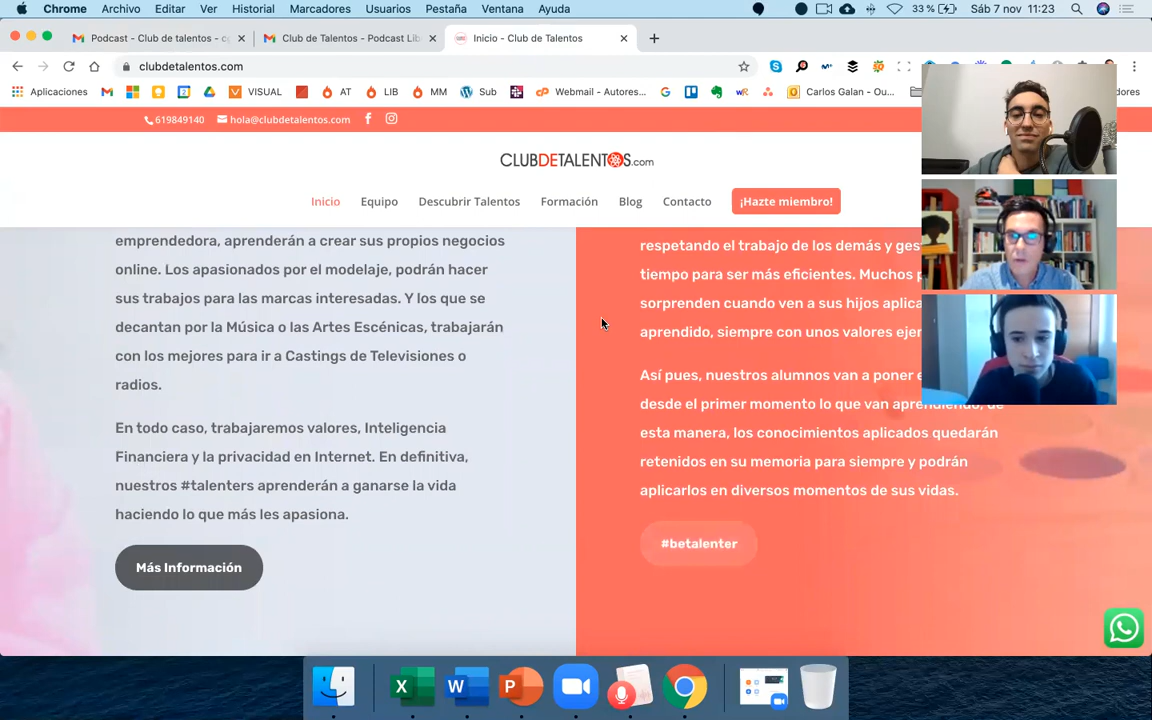 Chrome Archivo Editar Ver Historial Marcadores Usuarios Pestaña Ventana Ayuda 33 % Sáb 7 nov 11:23
Podcast - Club de talentos - Club de Talentos - Podcast Lib Inicio - Club de Talentos
clubdetalentos.com
Aplicaciones VISUAL AT LIB MM Sub Webmail - Autores... Carlos Galan - Ou...
619849140 hola@clubdetalentos.com
CLUBDETALENTOS.com
Inicio Equipo Descubrir Talentos Formación Blog Contacto ¡Hazte miembro!
emprendedora, aprenderán a crear sus propios negocios
online. Los apasionados por el modelaje, podrán hacer
sus trabajos para las marcas interesadas. Y los que se
decantan por la Música o las Artes Escénicas, trabajarán
con los mejores para ir a Castings de Televisiones o
radios.
En todo caso, trabajaremos valores, Inteligencia
Financiera y la privacidad en Internet. En definitiva,
nuestros #talenters aprenderán a ganarse la vida
haciendo lo que más les apasiona.
Más Información
respetando el trabajo de los demás y ges
tiempo para ser más eficientes. Muchos p
sorprenden cuando ven a sus hijos aplica
aprendido, siempre con unos valores ejer
Así pues, nuestros alumnos van a poner e
desde el primer momento lo que van aprendiendo, de
esta manera, los conocimientos aplicados quedarán
retenidos en su memoria para siempre y podrán
aplicarlos en diversos momentos de sus vidas.
#betalenter